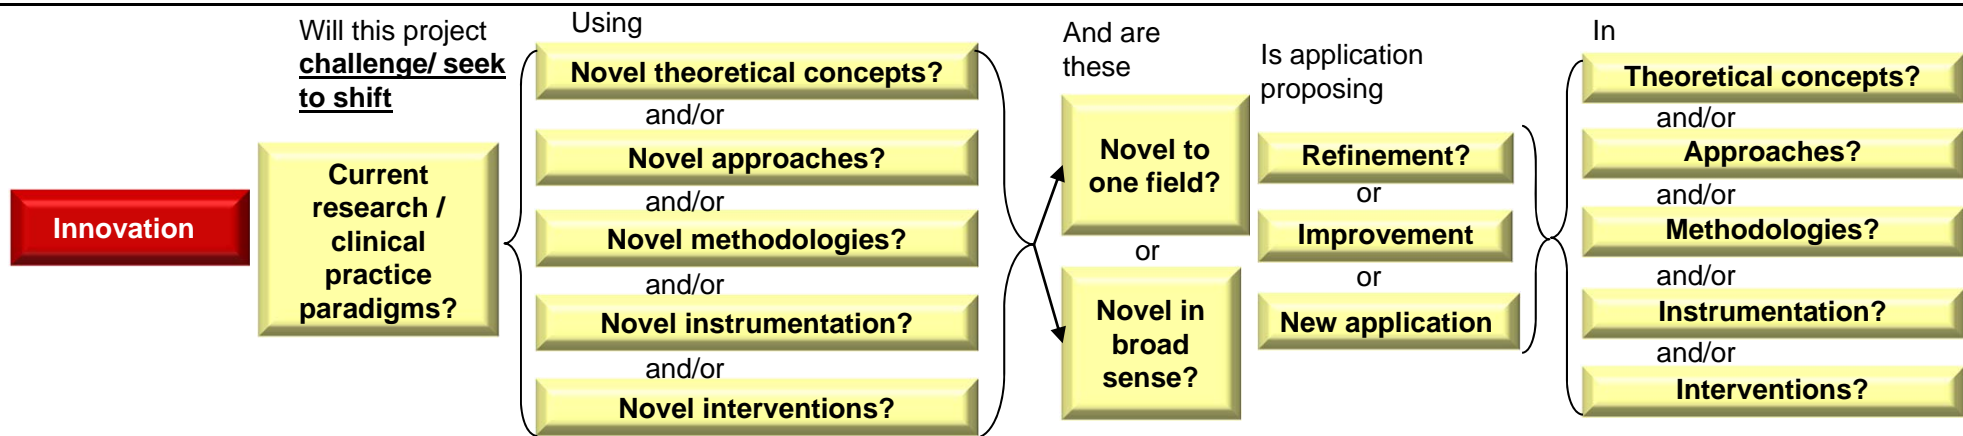 Innovation
Will this project
challenge/ seek
to shift
Current
research /
clinical
practice
paradigms?
Using
Novel theoretical concepts?
and/or
Novel approaches?
and/or
Novel methodologies?
and/or
Novel instrumentation?
and/or
Novel interventions?
And are
these
Novel to
one field?
or
Novel in
broad
sense?
Is application
proposing
Refinement?
or
Improvement
or
New application
In
Theoretical concepts?
and/or
Approaches?
and/or
Methodologies?
and/or
Instrumentation?
and/or
Interventions?